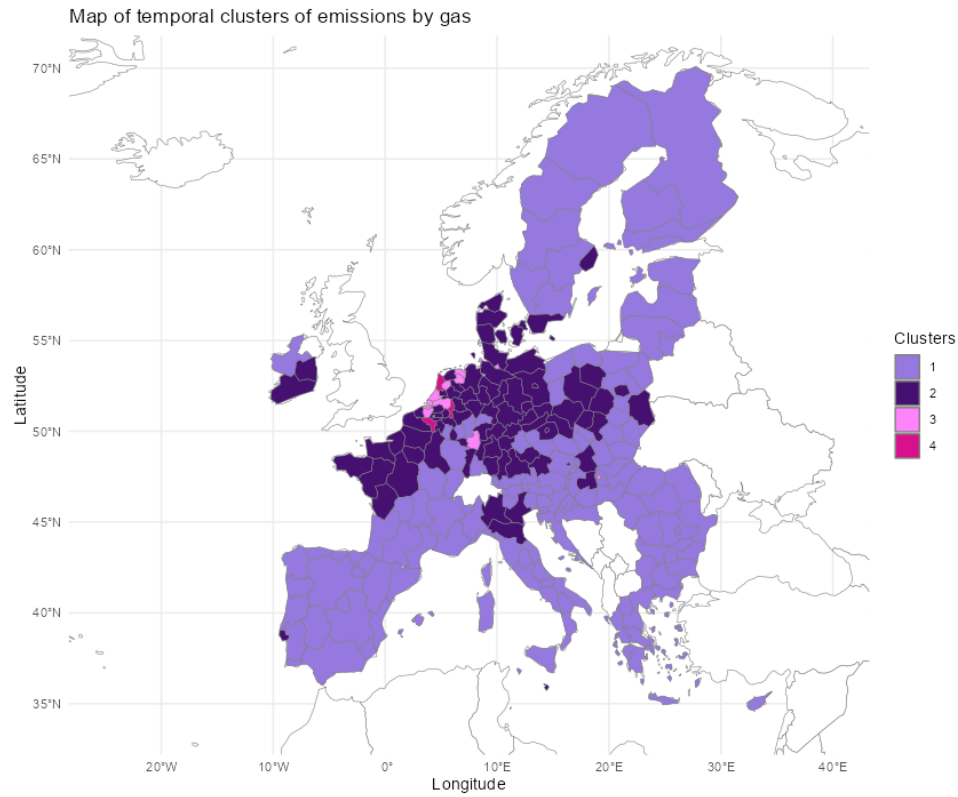 Map of temporal clusters of emissions by gas
70°N
65°N
60°N
55°N
50°N
45°N
40°N
35°N
Latitude
20°W
10°W
0°
10°E
20°E
30°E
40°E
Longitude
Clusters
1
2
3
4